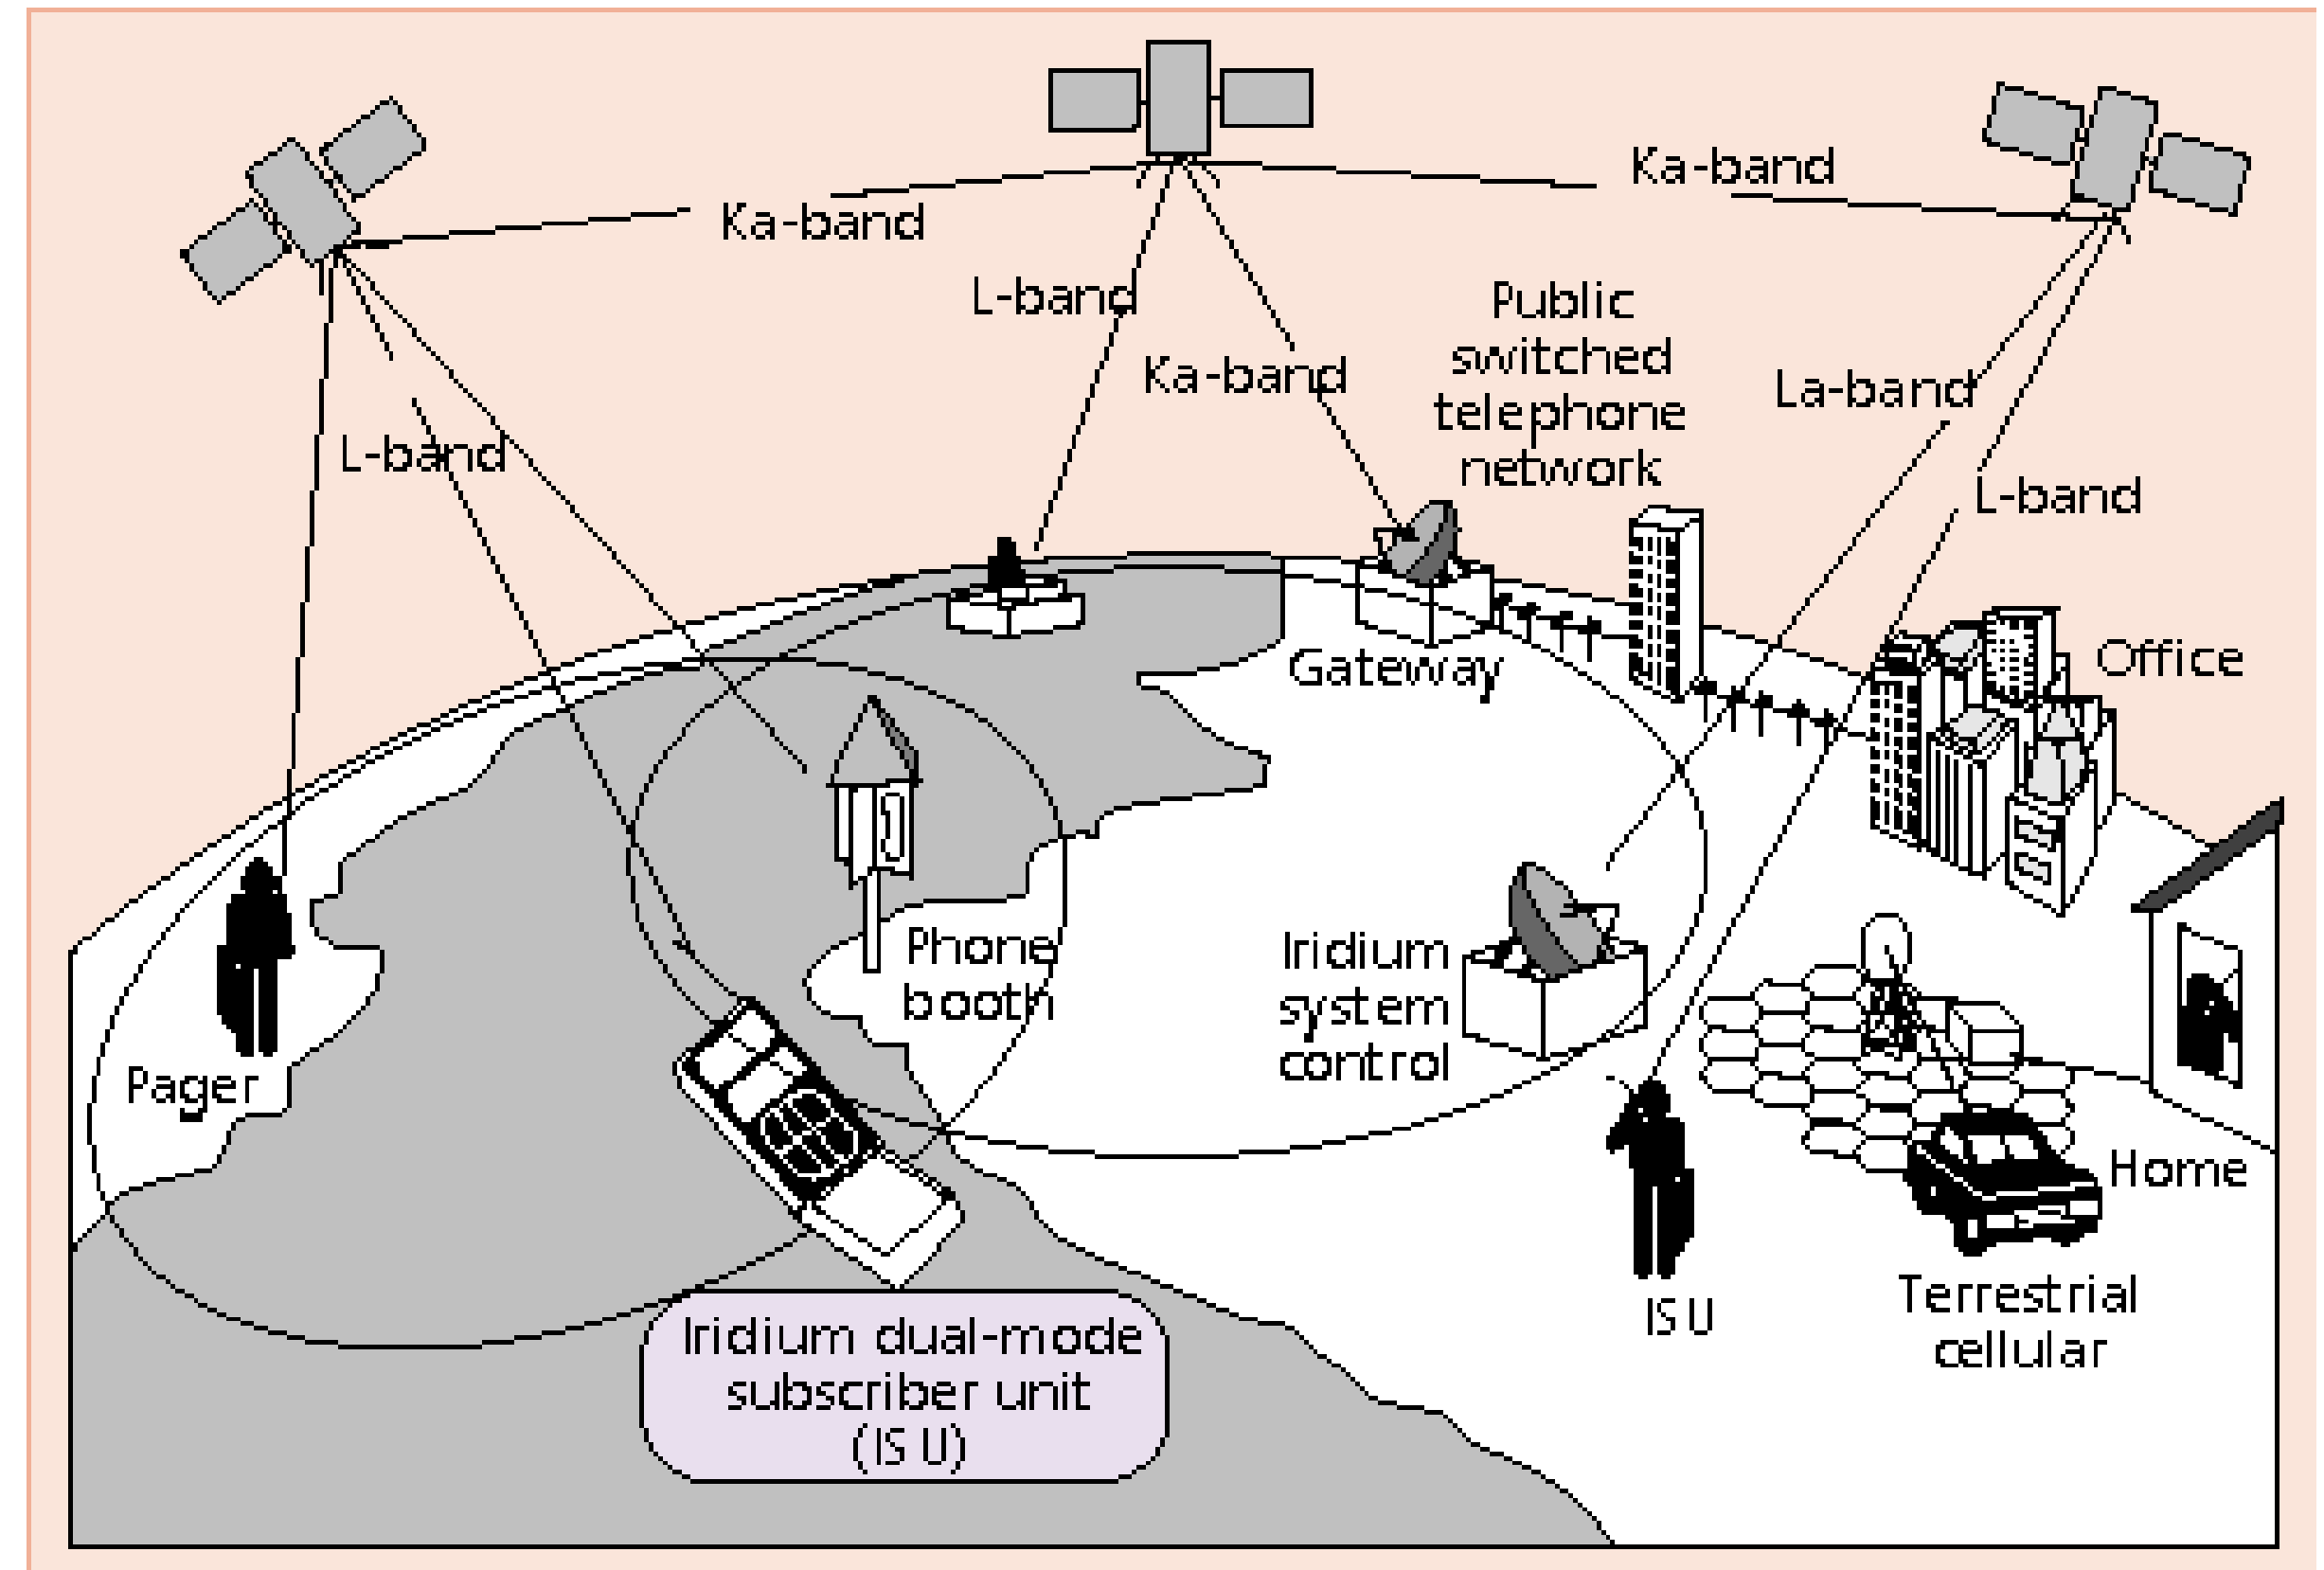 Ka-band
Ka-band
L-band
Public
switched
telephone
network
Ka-band
La-band
L-band
L-band
Office
Gateway
Phone
booth
Iridium
system
control
Pager
Home
Terrestrial
cellular
ISU
Iridium dual-mode
subscriber unit
(ISU)